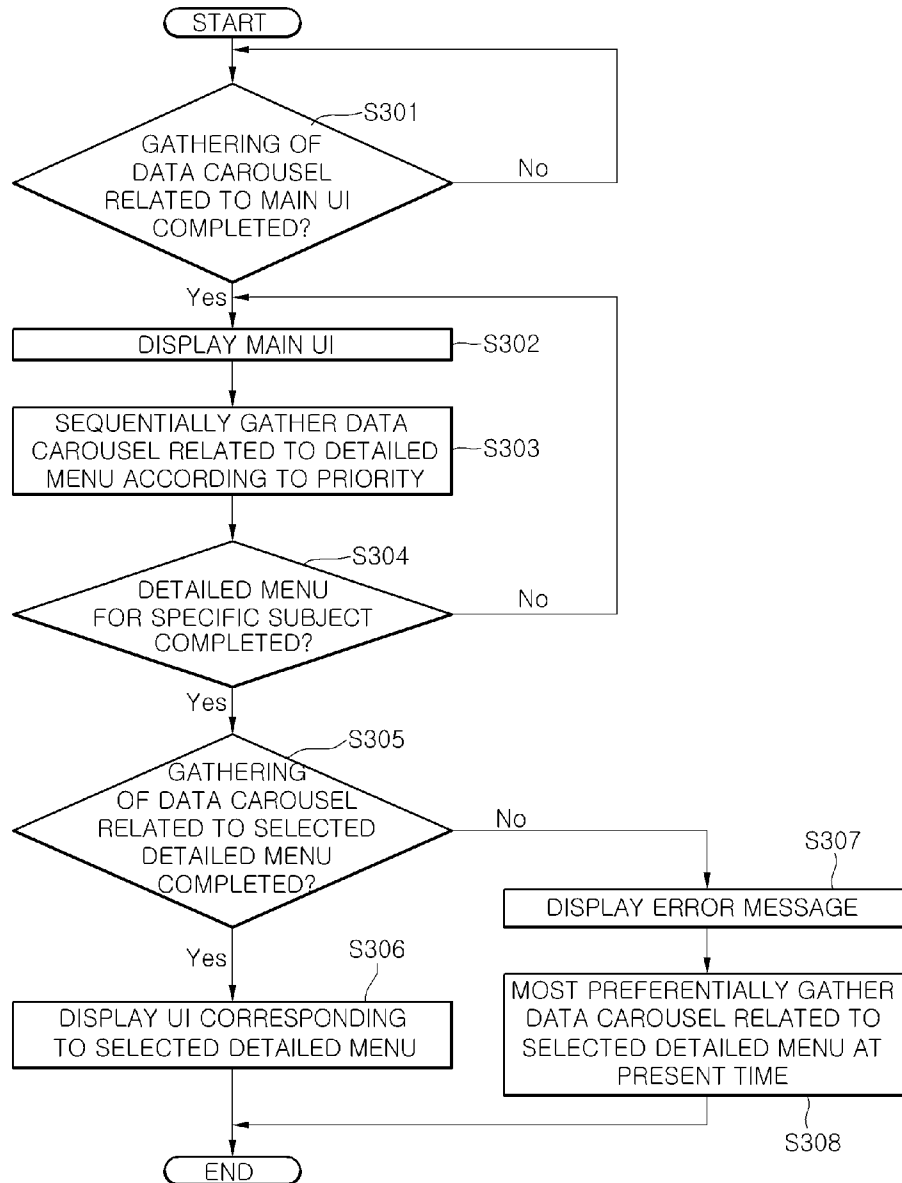 START
S301
GATHERING OF
DATA CAROUSEL
RELATED TO MAIN UI
COMPLETED?
No
Yes
DISPLAY MAIN UI
S302
SEQUENTIALLY GATHER DATA
CAROUSEL RELATED TO DETAILED
MENU ACCORDING TO PRIORITY
S303
S304
DETAILED MENU
FOR SPECIFIC SUBJECT
COMPLETED?
No
Yes
S305
GATHERING
OF DATA CAROUSEL
RELATED TO SELECTED
DETAILED MENU
COMPLETED?
No
Yes
S306
DISPLAY UI CORRESPONDING
TO SELECTED DETAILED MENU
S307
DISPLAY ERROR MESSAGE
MOST PREFERENTIALLY GATHER
DATA CAROUSEL RELATED TO
SELECTED DETAILED MENU AT
PRESENT TIME
S308
END